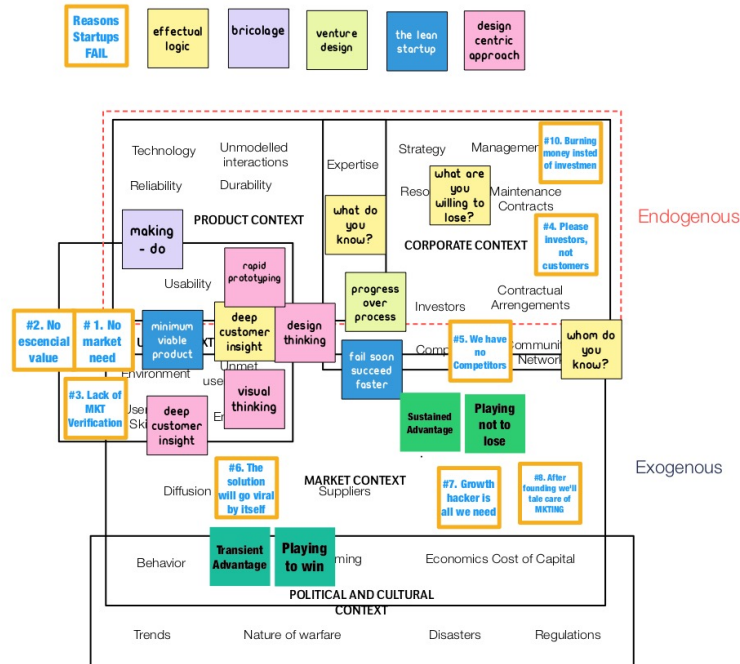 Reasons
Startups
FAIL
effectual
logic
bricolage
venture
design
the lean
startup
design
centric
approach
Technology
Unmodelled
interactions
Reliability
Durability
PRODUCT CONTEXT
making
- do
Usability
rapid
prototyping
Expertise
what do
you
know?
Strategy
what are
you
willing to
lose?
Maintenance
Contracts
CORPORATE CONTEXT
#10. Burning
money insted
of investmen
#4. Please
investors,
not
customers
Endogenous
progress
over
process
Investors
Contractual
Arrengements
#2. No
escencial
value
# 1. No
market
need
minimum
viable
product
deep
customer
insight
design
thinking
fail soon
succeed
faster
#5. We have
no
Competitors
whom do
you
know?
#3. Lack of
MKT
Verification
Environment
Unmet
deep
customer
insight
visual
thinking
Sustained
Advantage
Playing
not to
lose
Exogenous
MARKET CONTEXT
Diffusion
#6. The
solution
will go viral
by itself
Suppliers
#7. Growth
hacker is
all we need
#8. After
founding we'll
tale care of
MKTING
Behavior
Transient
Advantage
Playing
to win
Economics Cost of Capital
POLITICAL AND CULTURAL
CONTEXT
Trends
Nature of warfare
Disasters
Regulations